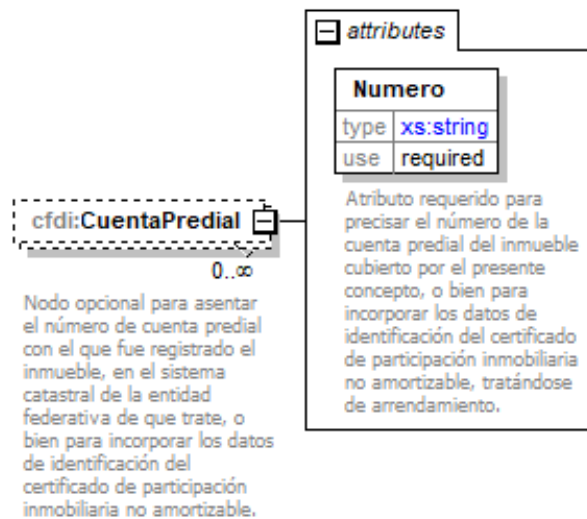 attributes
Numero
type xs:string
use required
Atributo requerido para
precisar el número de la
cuenta predial del inmueble
cubierto por el presente
concepto, o bien para
incorporar los datos de
identificación del certificado
de participación inmobiliaria
no amortizable, tratándose
de arrendamiento.
cfdi:CuentaPredial
0..∞
Nodo opcional para asentar
el número de cuenta predial
con el que fue registrado el
inmueble, en el sistema
catastral de la entidad
federativa de que trate, o
bien para incorporar los datos
de identificación del
certificado de participación
inmobiliaria no amortizable.